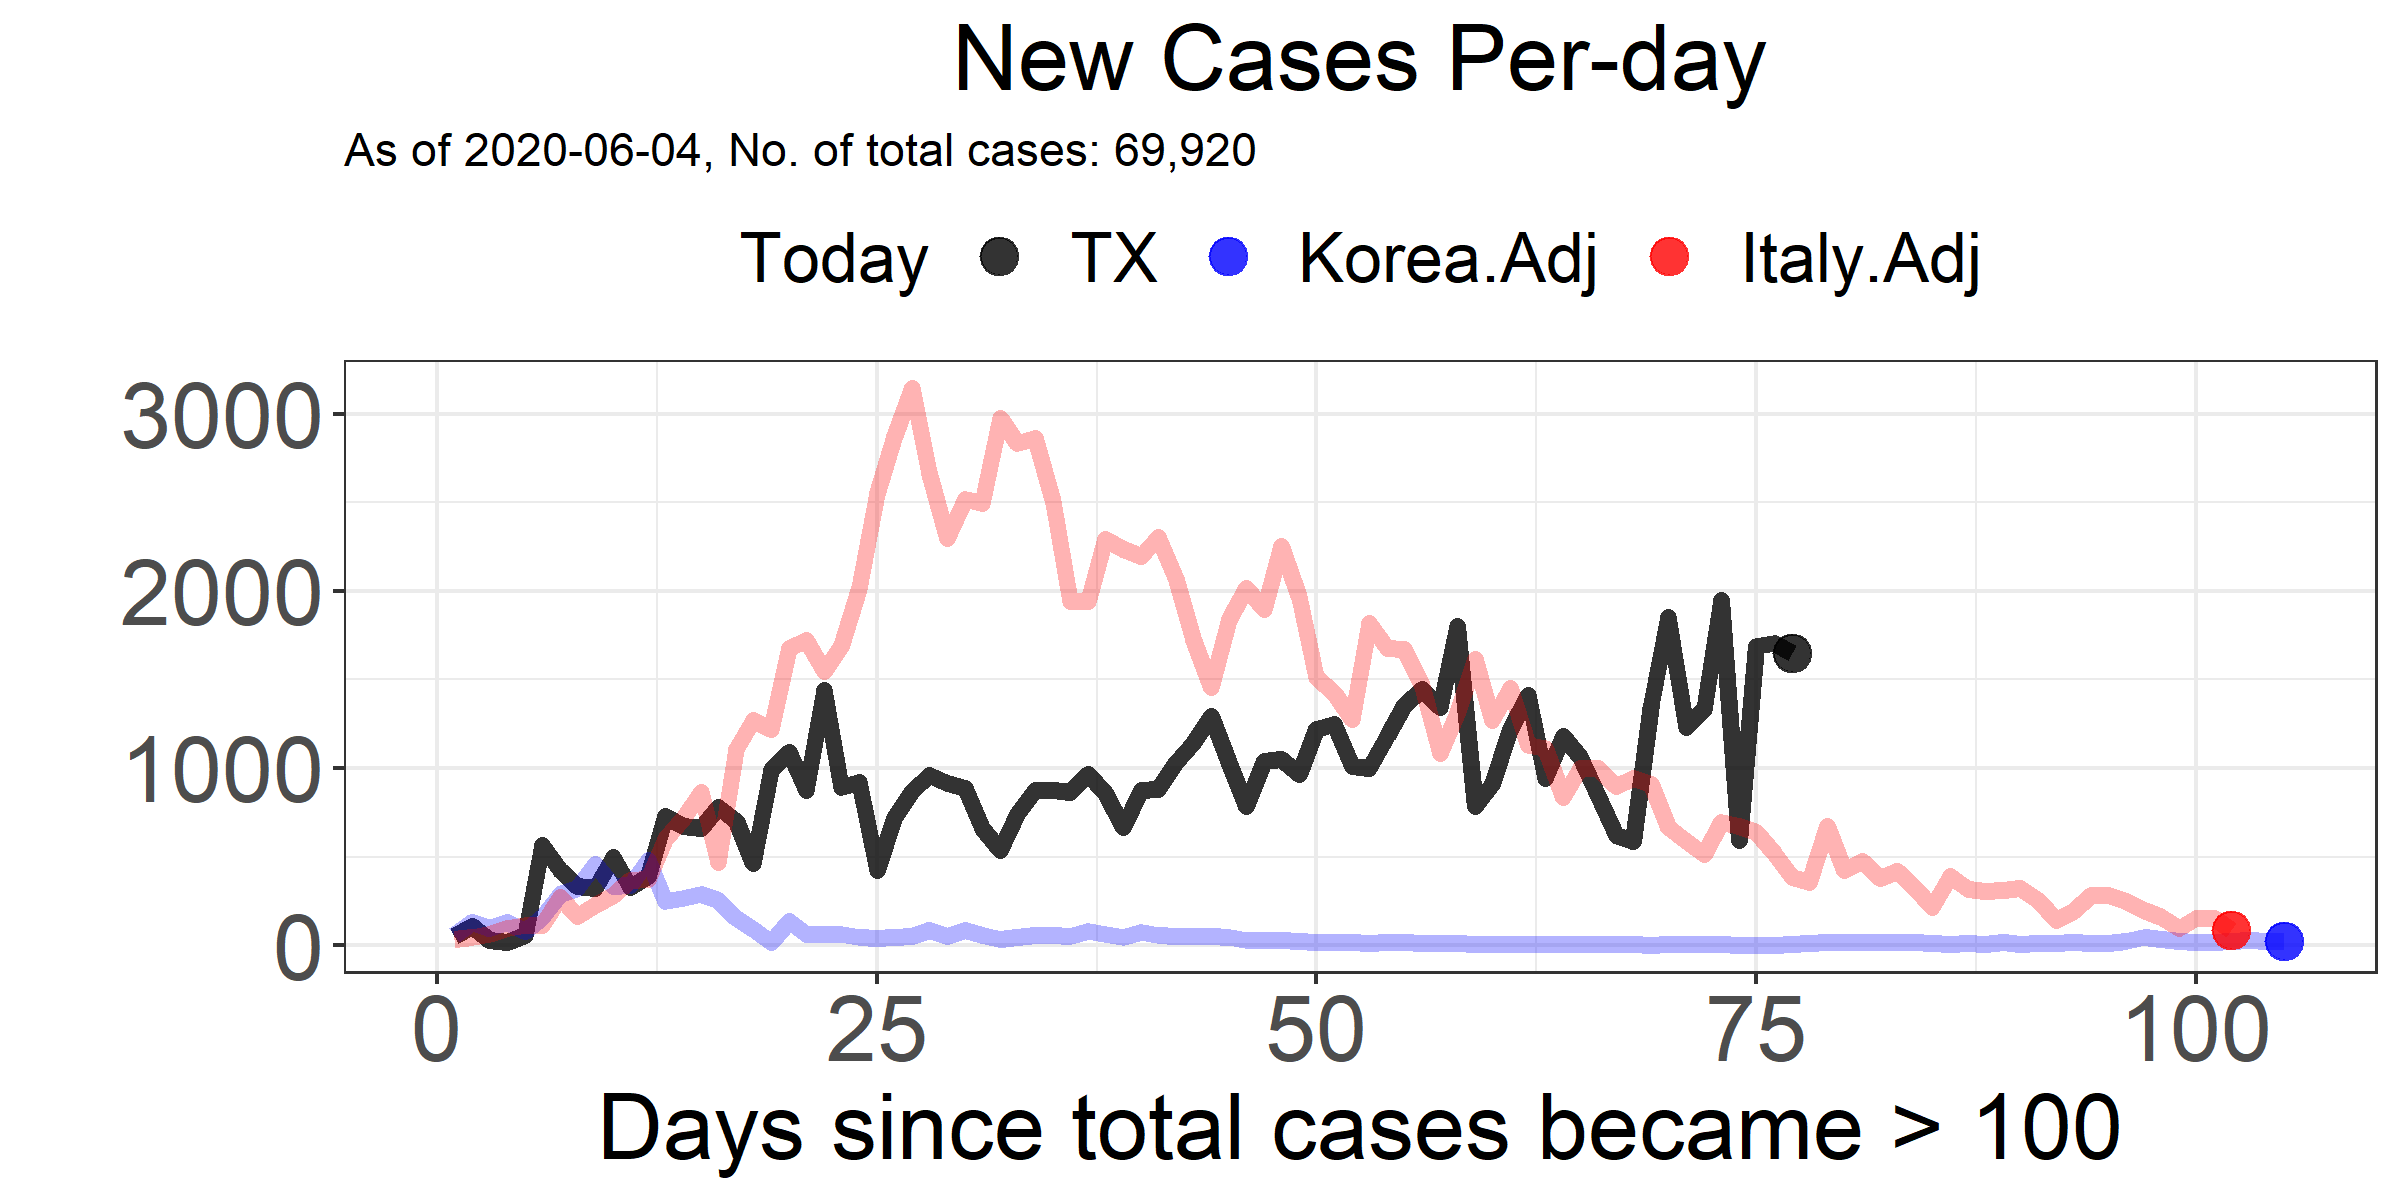 New Cases Per-day
As of 2020-06-04, No. of total cases: 69,920
Today TX Korea.Adj Italy.Adj
3000
2000
1000
0
0 25 50 75 100
Days since total cases became > 100